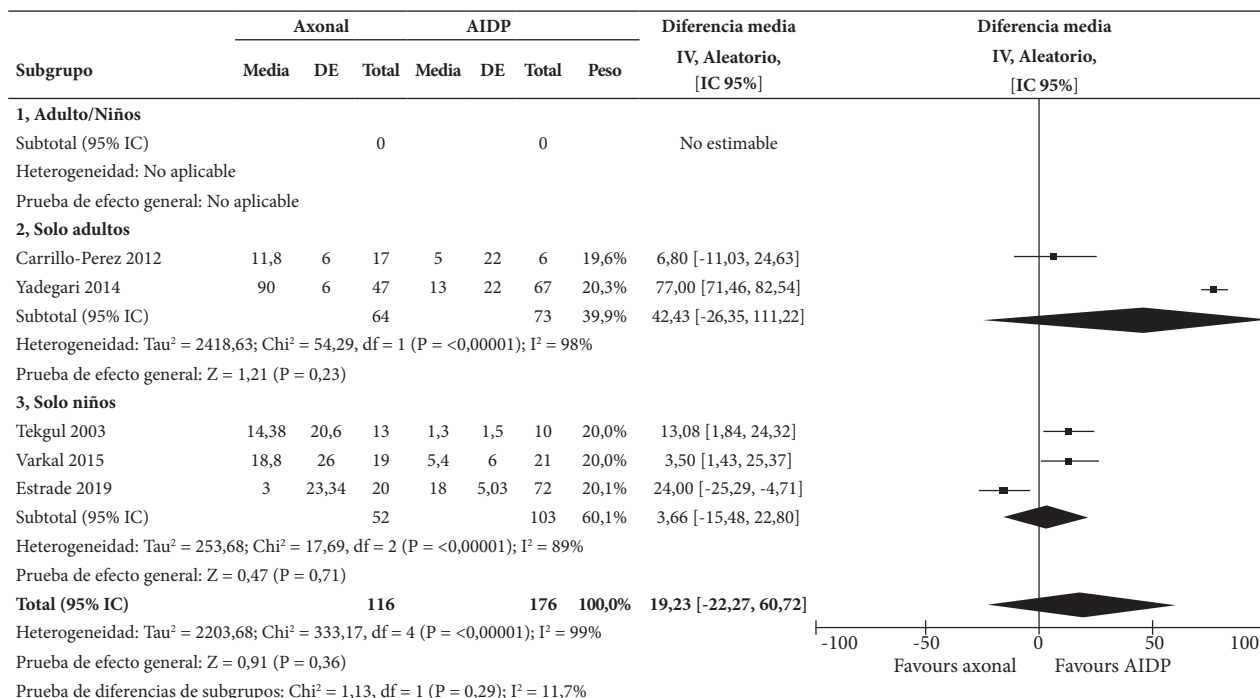 Axonal AIDP Diferencia media Diferencia media
Subgrupo Media DE Total Media DE Total Peso IV, Aleatorio, [IC 95%] IV, Aleatorio, [IC 95%]
1, Adulto/Niños
Subtotal (95% IC) 0 0 No estimable
Heterogeneidad: No aplicable
Prueba de efecto general: No aplicable
2, Solo adultos
Carrillo-Perez 2012 11,8 6 17 5 22 6 19,6% 6,80 [-11,03, 24,63]
Yadegari 2014 90 6 47 13 22 67 20,3% 77,00 [71,46, 82,54]
Subtotal (95% IC) 64 73 39,9% 42,43 [-26,35, 111,22]
Heterogeneidad: Tau² = 2418,63; Chi² = 54,29, df = 1 (P = <0,00001); I² = 98%
Prueba de efecto general: Z = 1,21 (P = 0,23)
3, Solo niños
Tekgul 2003 14,38 20,6 13 1,3 1,5 10 20,0% 13,08 [1,84, 24,32]
Varkal 2015 18,8 26 19 5,4 6 21 20,0% 3,50 [1,43, 25,37]
Estrade 2019 3 23,34 20 18 5,03 72 20,1% 24,00 [-25,29, -4,71]
Subtotal (95% IC) 52 103 60,1% 3,66 [-15,48, 22,80]
Heterogeneidad: Tau² = 253,68; Chi² = 17,69, df = 2 (P = <0,00001); I² = 89%
Prueba de efecto general: Z = 0,47 (P = 0,71)
Total (95% IC) 116 176 100,0% 19,23 [-22,27, 60,72]
Heterogeneidad: Tau² = 2203,68; Chi² = 333,17, df = 4 (P = <0,00001); I² = 99%
Prueba de efecto general: Z = 0,91 (P = 0,36)
Prueba de diferencias de subgrupos: Chi² = 1,13, df = 1 (P = 0,29); I² = 11,7%
-100 -50 0 50 100
Favours axonal Favours AIDP